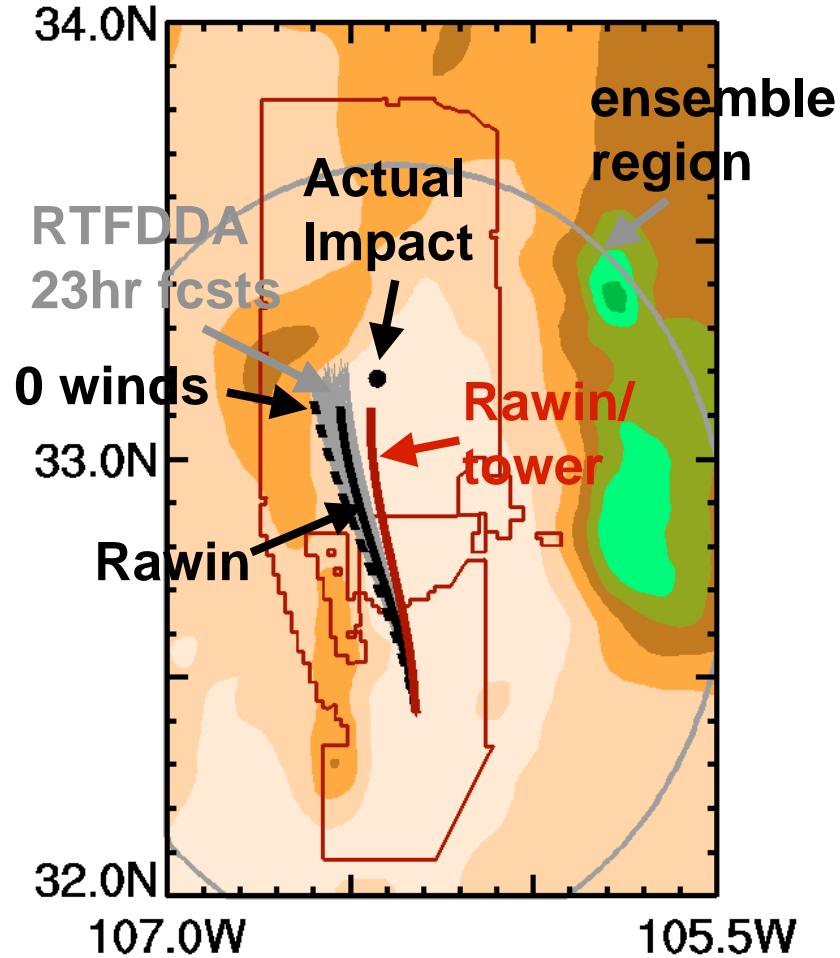 34.0N
ensemble
region
Actual
Impact
RTFDDA
23hr fcsts
0 winds
Rawin/
tower
33.0N
Rawin
32.0N
107.0W
105.5W